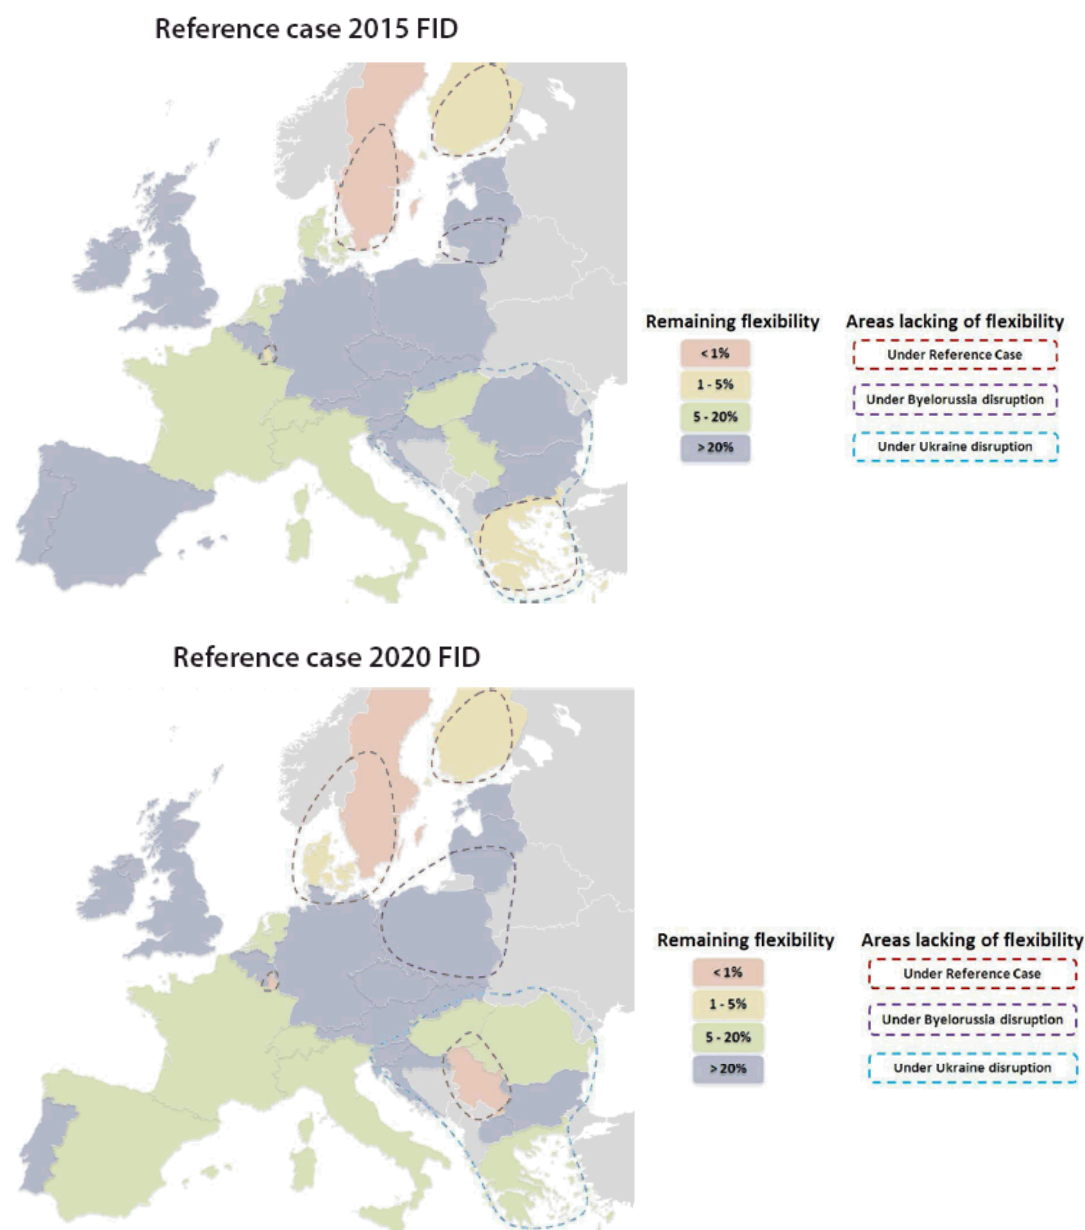 Reference case 2015 FID
Remaining flexibility
Areas lacking of flexibility
< 1%
Under Reference Case
1 - 5%
Under Byelorussia disruption
5 - 20%
Under Ukraine disruption
> 20%
Reference case 2020 FID
Remaining flexibility
Areas lacking of flexibility
< 1%
Under Reference Case
1 - 5%
Under Byelorussia disruption
5 - 20%
Under Ukraine disruption
> 20%